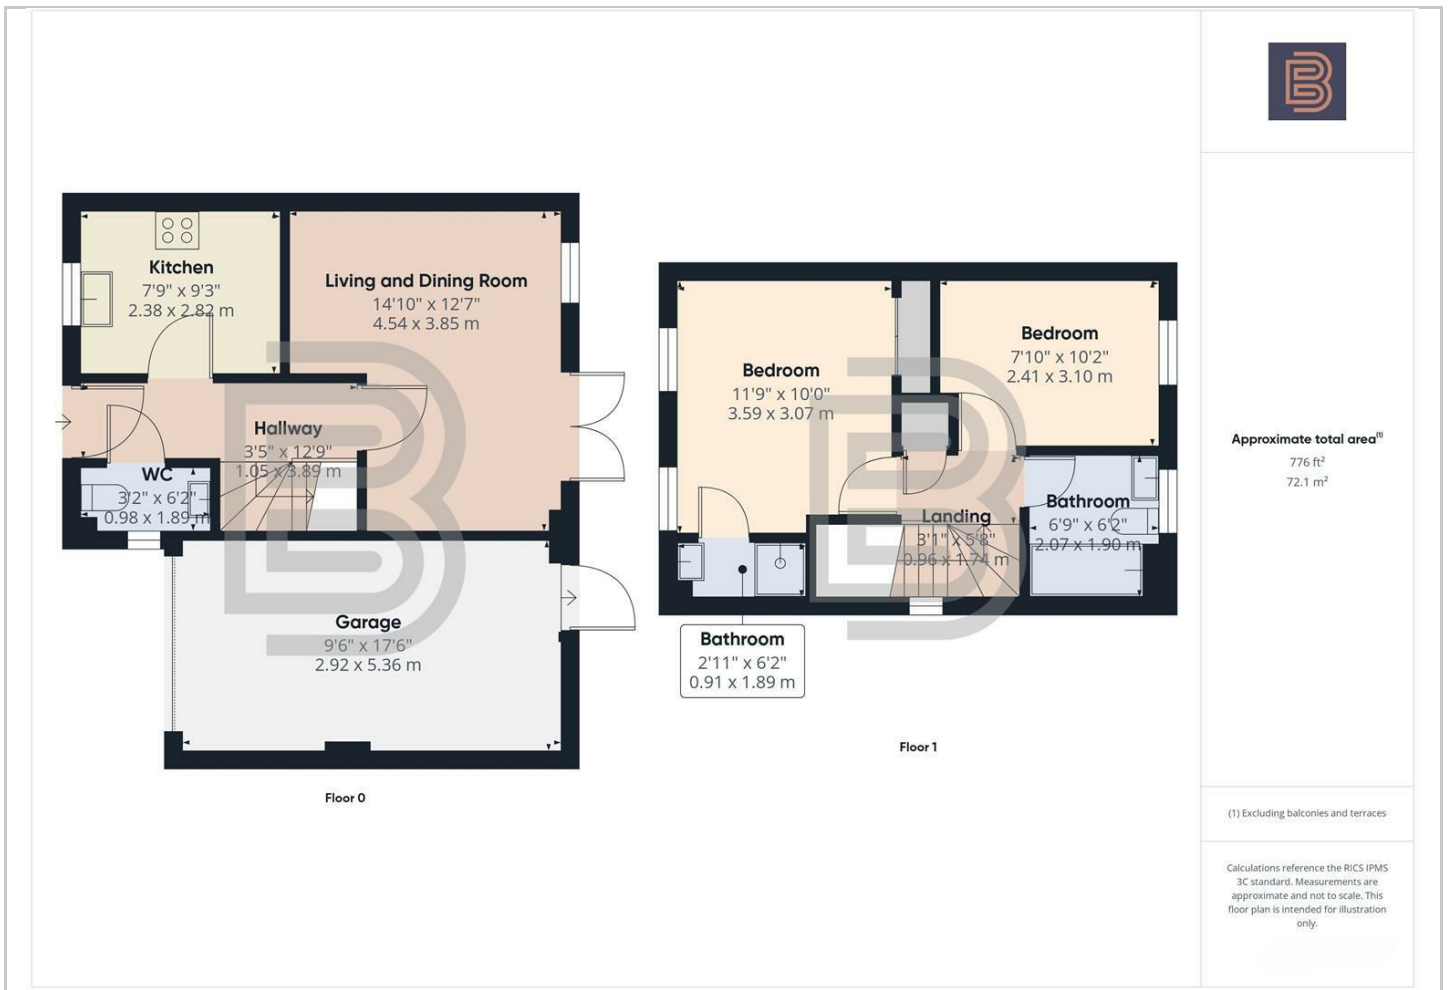 Kitchen
7'9" x 9'3"
2.38 x 2.82 m
Living and Dining Room
14'10" x 12'7"
4.54 x 3.85 m
Hallway
3'5" x 12'9"
1.05 x 3.89 m
WC
3'2" x 6'2"
0.98 x 1.89 m
Garage
9'6" x 17'6"
2.92 x 5.36 m
Floor 0
Bedroom
11'9" x 10'0"
3.59 x 3.07 m
Bedroom
7'10" x 10'2"
2.41 x 3.10 m
Landing
3'1" x 5'8"
0.96 x 1.74 m
Bathroom
6'9" x 6'2"
2.07 x 1.90 m
Bathroom
2'11" x 6'2"
0.91 x 1.89 m
Floor 1
B
Approximate total area(1)
776 ft²
72.1 m²
(1) Excluding balconies and terraces
Calculations reference the RICS IPMS
3C standard. Measurements are
approximate and not to scale. This
floor plan is intended for illustration
only.